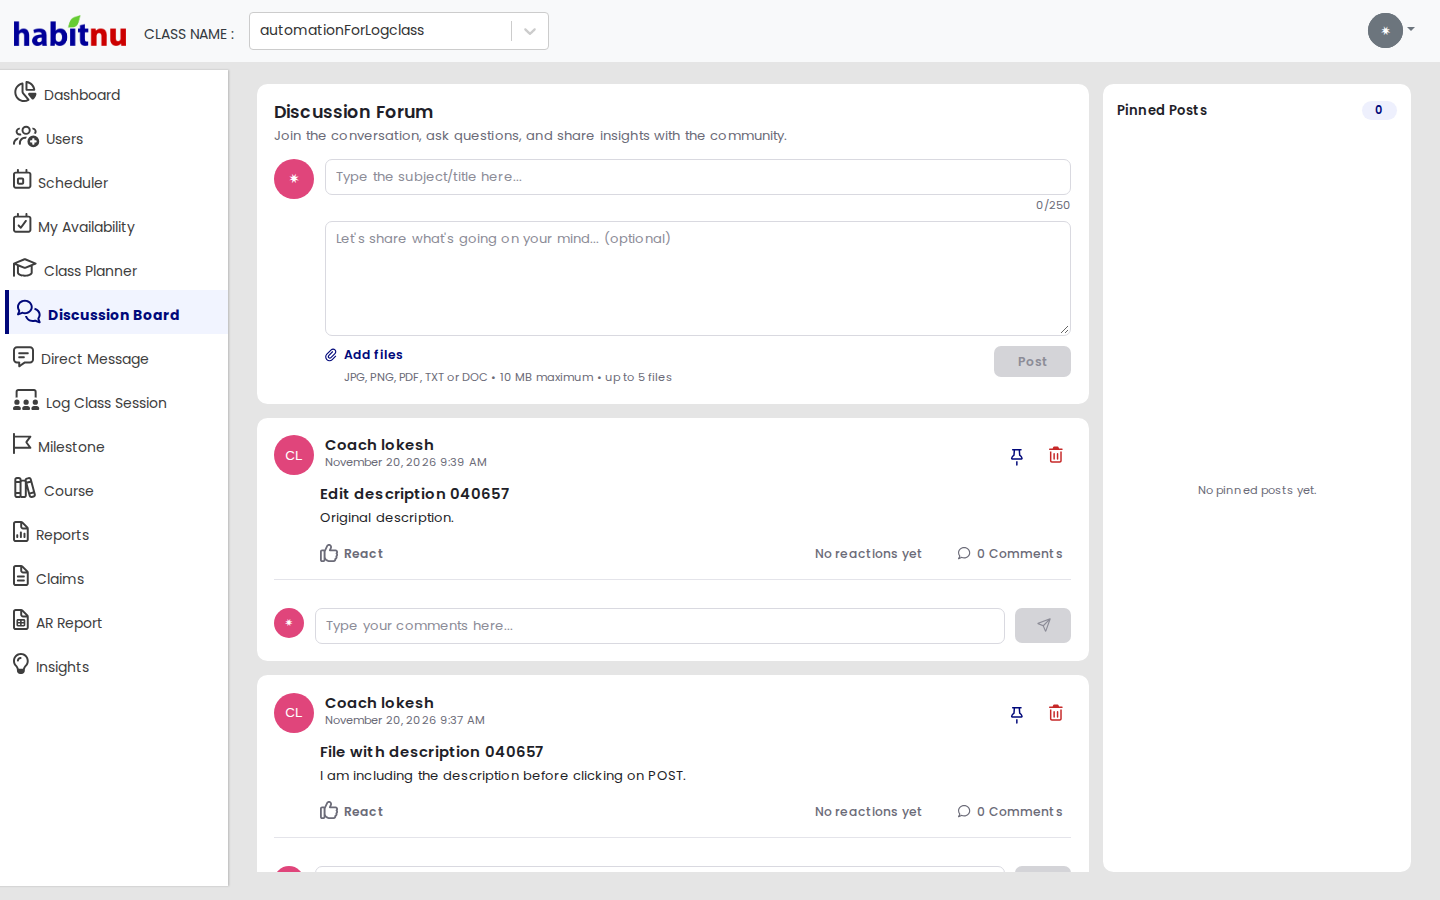 habitnu
CLASS NAME :
automationForLogclass
Dashboard
Users
Scheduler
My Availability
Class Planner
Discussion Board
Direct Message
Log Class Session
Milestone
Course
Reports
Claims
AR Report
Insights
Discussion Forum
Join the conversation, ask questions, and share insights with the community.
Type the subject/title here...
0/250
Let's share what's going on your mind... (optional)
Add files
JPG, PNG, PDF, TXT or DOC • 10 MB maximum • up to 5 files
Post
CL
Coach lokesh
November 20, 2026 9:39 AM
Edit description 040657
Original description.
React
No reactions yet
0 Comments
Type your comments here...
CL
Coach lokesh
November 20, 2026 9:37 AM
File with description 040657
I am including the description before clicking on POST.
React
No reactions yet
0 Comments
Pinned Posts
0
No pinned posts yet.